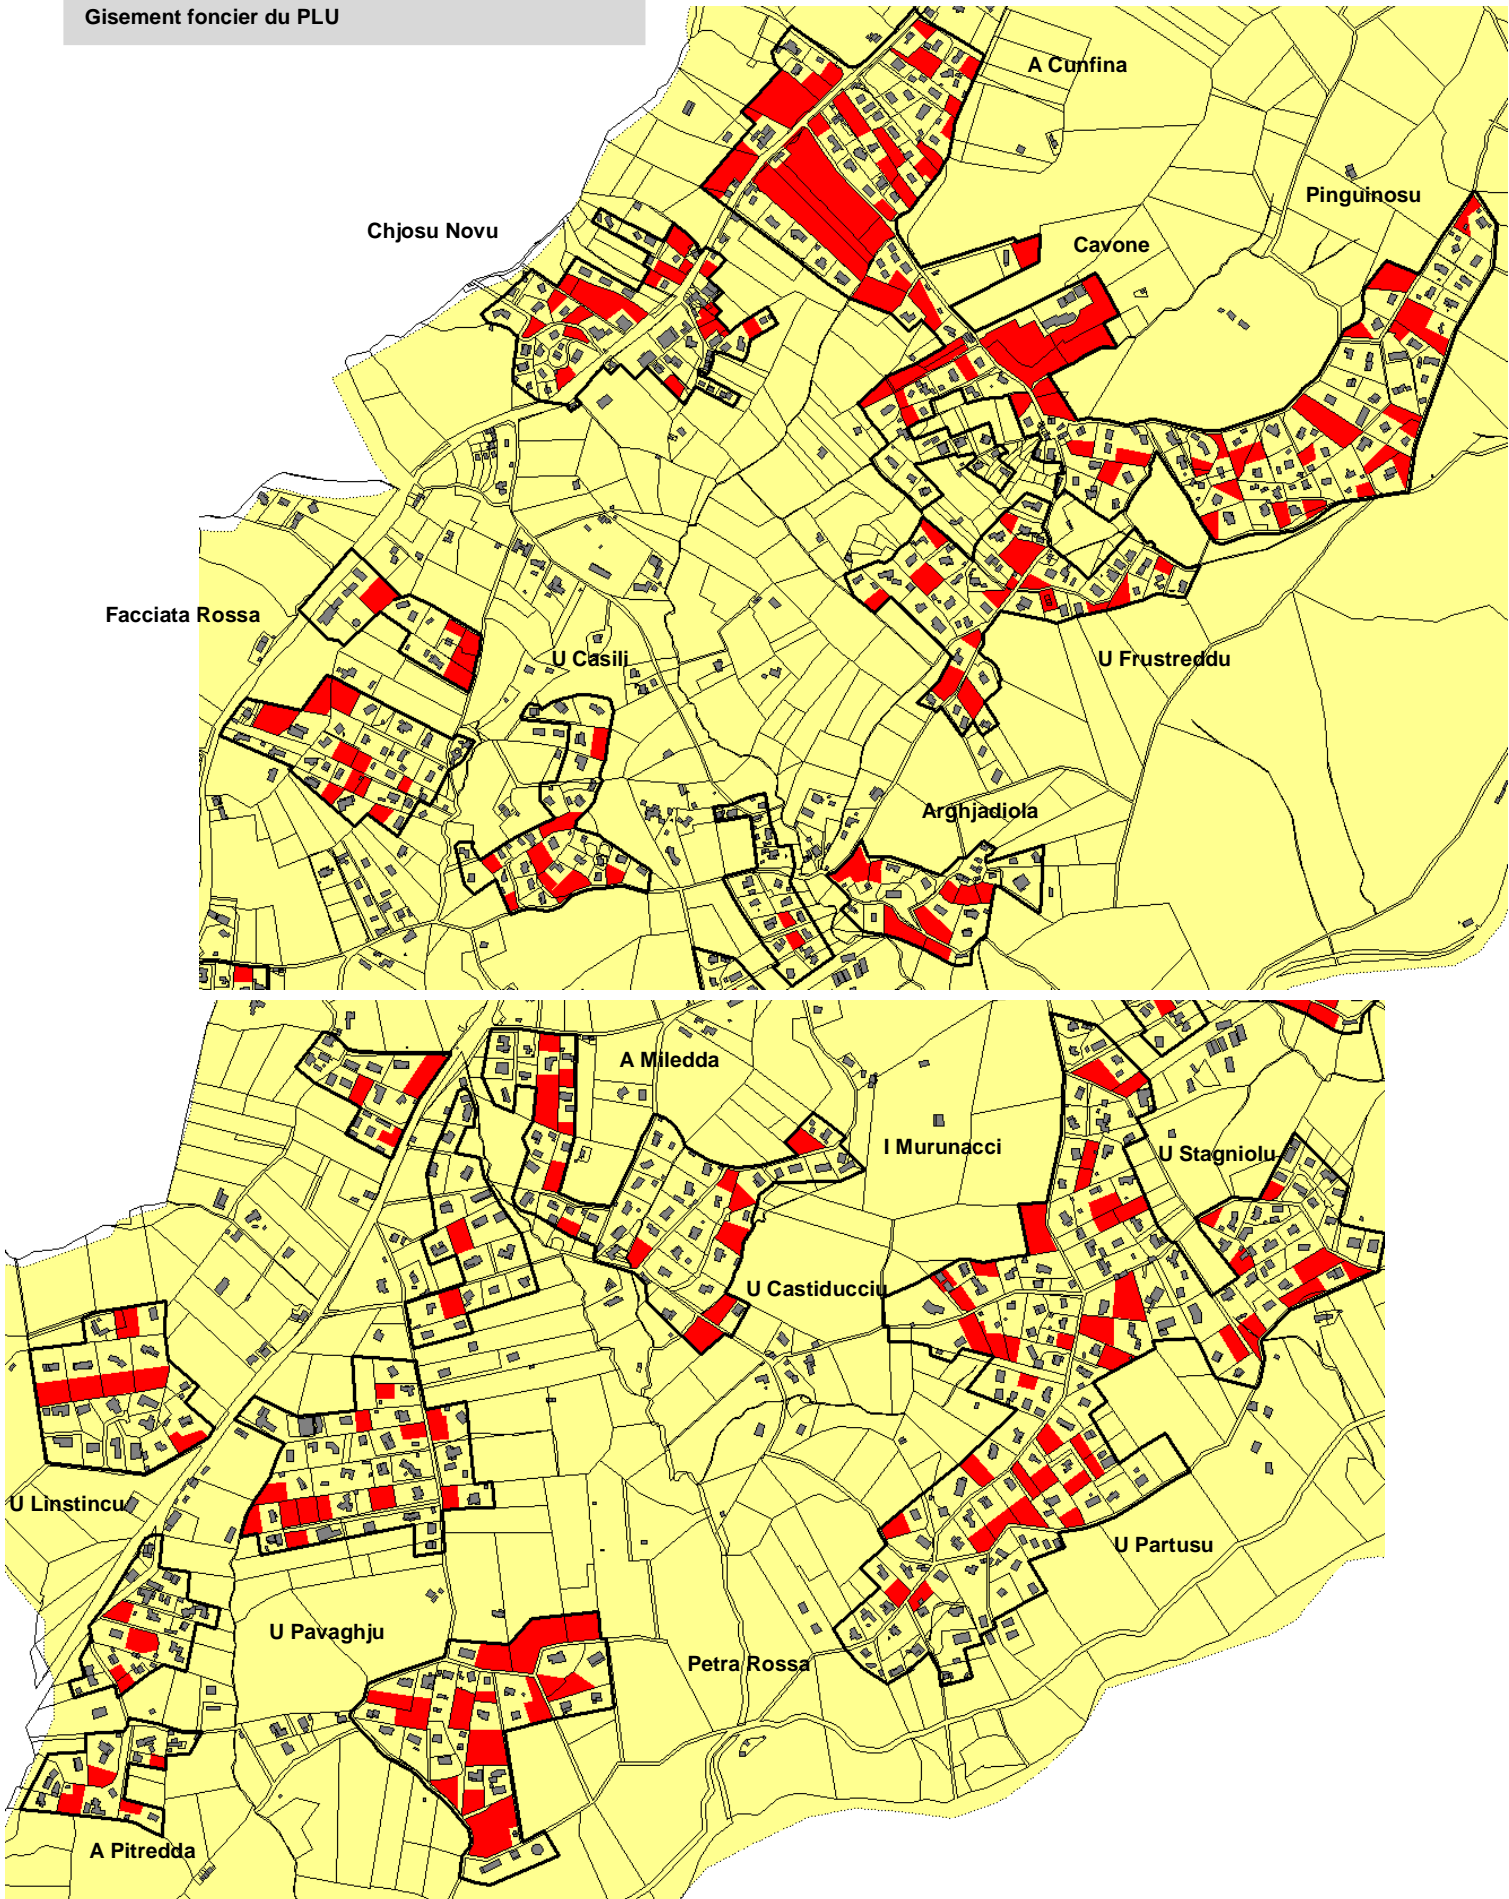 Gisement foncier du PLU
A Cunfina
Pinguinosu
Chjosu Novu
Cavone
Facciata Rossa
U Casili
U Frustreddu
Arghjadiola
A Miledda
I Murunacci
U Stagniolu
U Castiducciu
U Linstincu
U Partusu
U Pavaghju
Petra Rossa
A Pitredda